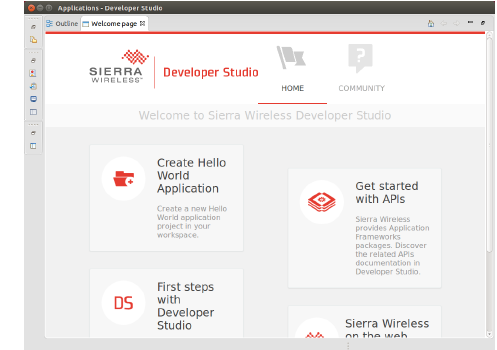 Applications - Developer Studio
Outline
Welcome page
SIERRA
WIRELESS
Developer Studio
HOME
COMMUNITY
Welcome to Sierra Wireless Developer Studio
Create Hello
World
Application
Create a new Hello
World application
project in your
workspace.
Get started
with APIs
Sierra Wireless
provides Application
Frameworks
packages. Discover
the related APIs
documentation in
Developer Studio.
DS
First steps
with
Developer
Studio
Sierra Wireless
on the web